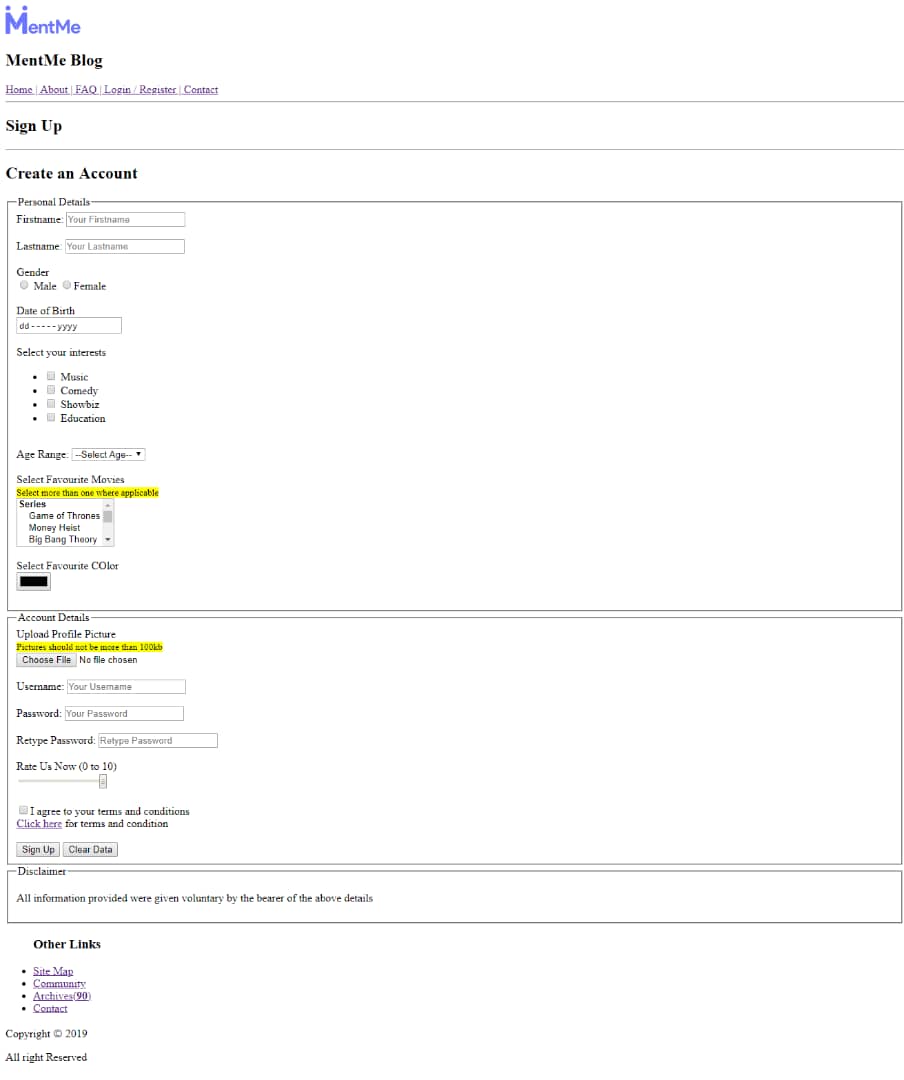 MentMe
MentMe Blog
Home | About | FAQ | Login / Register | Contact
Sign Up
Create an Account
Personal Details
Firstname: Your Firstname
Lastname: Your Lastname
Gender
Male Female
Date of Birth
dd-----yyyy
Select your interests
Music
Comedy
Showbiz
Education
Age Range: --Select Age--
Select Favourite Movies
Select more than one where applicable
Series
Game of Thrones
Money Heist
Big Bang Theory
Select Favourite COlor
Account Details
Upload Profile Picture
Pictures should not be more than 100kb
Choose File No file chosen
Username: Your Username
Password: Your Password
Retype Password: Retype Password
Rate Us Now (0 to 10)
I agree to your terms and conditions
Click here for terms and condition
Sign Up Clear Data
Disclaimer
All information provided were given voluntary by the bearer of the above details
Other Links
Site Map
Community
Archives(90)
Contact
Copyright © 2019
All right Reserved